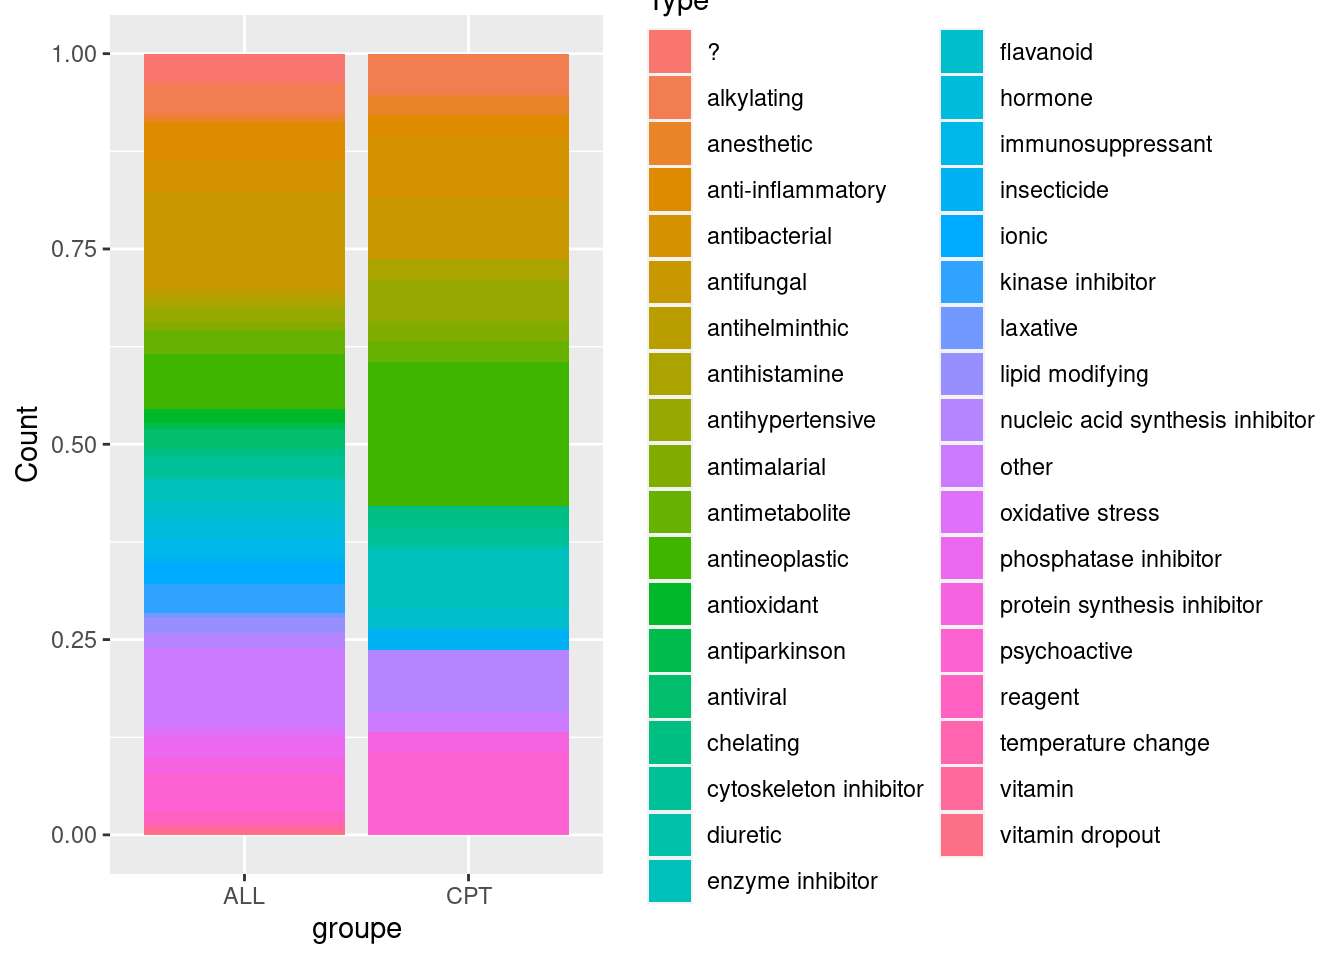 Type
1.00
0.75
0.50
0.25
0.00
Count
ALL
CPT
groupe
?
alkylating
anesthetic
anti-inflammatory
antibacterial
antifungal
antihelminthic
antihistamine
antihypertensive
antimalarial
antimetabolite
antineoplastic
antioxidant
antiparkinson
antiviral
chelating
cytoskeleton inhibitor
diuretic
enzyme inhibitor
flavanoid
hormone
immunosuppressant
insecticide
ionic
kinase inhibitor
laxative
lipid modifying
nucleic acid synthesis inhibitor
other
oxidative stress
phosphatase inhibitor
protein synthesis inhibitor
psychoactive
reagent
temperature change
vitamin
vitamin dropout